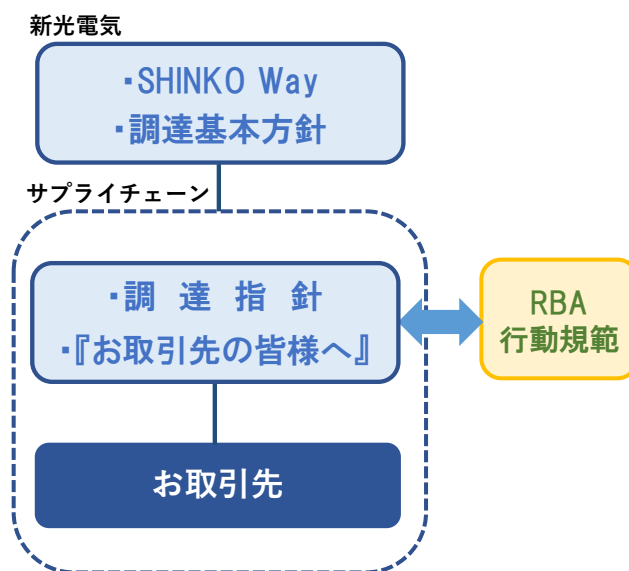 新光電気
・SHINKO Way
・調達基本方針
サプライチェーン
・調 達 指 針
・『お取引先の皆様へ』
RBA
行動規範
お取引先